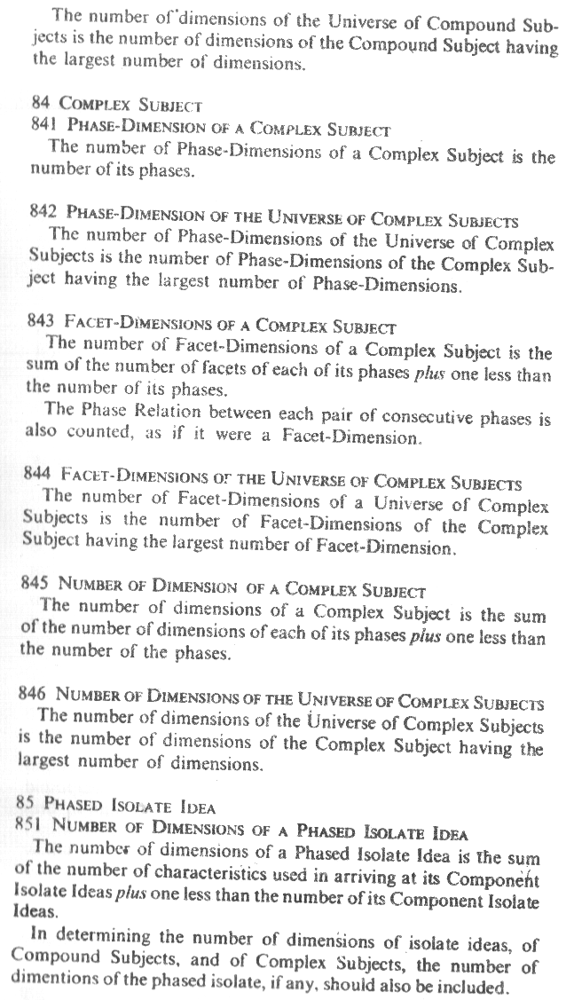 The number of dimensions of the Universe of Compound Sub-
jects is the number of dimensions of the Compound Subject having
the largest number of dimensions.
84 COMPLEX SUBJECT
841 PHASE-DIMENSION OF A COMPLEX SUBJECT
The number of Phase-Dimensions of a Complex Subject is the
number of its phases.
842 PHASE-DIMENSION OF THE UNIVERSE OF COMPLEX SUBJECTS
The number of Phase-Dimensions of the Universe of Complex
Subjects is the number of Phase-Dimensions of the Complex Sub-
ject having the largest number of Phase-Dimensions.
843 FACET-DIMENSIONS OF A COMPLEX SUBJECT
The number of Facet-Dimensions of a Complex Subject is the
sum of the number of facets of each of its phases plus one less than
the number of its phases.
The Phase Relation between each pair of consecutive phases is
also counted, as if it were a Facet-Dimension.
844 FACET-DIMENSIONS OF THE UNIVERSE OF COMPLEX SUBJECTS
The number of Facet-Dimensions of a Universe of Complex
Subjects is the number of Facet-Dimensions of the Complex
Subject having the largest number of Facet-Dimension.
845 NUMBER OF DIMENSION OF A COMPLEX SUBJECT
The number of dimensions of a Complex Subject is the sum
of the number of dimensions of each of its phases plus one less than
the number of the phases.
846 NUMBER OF DIMENSIONS OF THE UNIVERSE OF COMPLEX SUBJECTS
The number of dimensions of the Universe of Complex Subjects
is the number of dimensions of the Complex Subject having the
largest number of dimensions.
85 PHASED ISOLATE IDEA
851 NUMBER OF DIMENSIONS OF A PHASED ISOLATE IDEA
The number of dimensions of a Phased Isolate Idea is the sum
of the number of characteristics used in arriving at its Component
Isolate Ideas plus one less than the number of its Component Isolate
Ideas.
In determining the number of dimensions of isolate ideas, of
Compound Subjects, and of Complex Subjects, the number of
dimentions of the phased isolate, if any, should also be included.